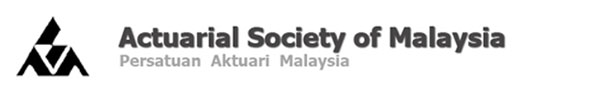 Actuarial Society of Malaysia
Persatuan Aktuari Malaysia